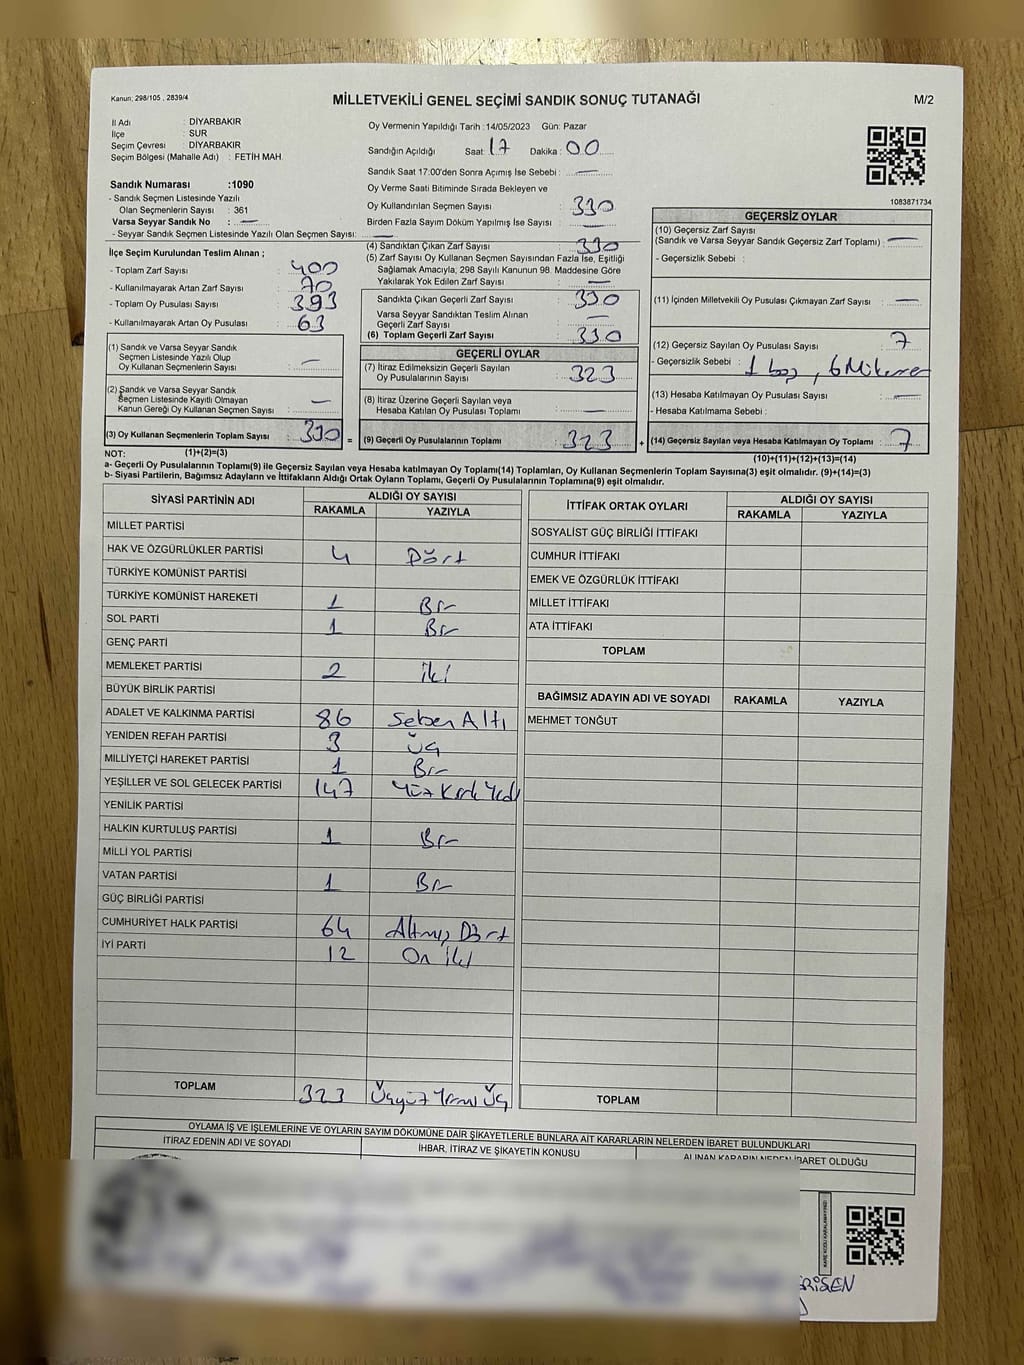 Kanun: 298/105 , 2839/4
MİLLETVEKİLİ GENEL SEÇİMİ SANDIK SONUÇ TUTANAĞI
M/2
İl Adı : DİYARBAKIR
İlçe : SUR
Seçim Çevresi : DİYARBAKIR
Seçim Bölgesi (Mahalle Adı) : FETİH MAH.
Oy Vermenin Yapıldığı Tarih :14/05/2023 Gün: Pazar
Sandığın Açıldığı Saat: 17 Dakika: 00
Sandık Saat 17:00'den Sonra Açımış İse Sebebi : —
Oy Verme Saati Bitiminde Sırada Bekleyen ve
Oy Kullandırılan Seçmen Sayısı : 330
Birden Fazla Sayım Döküm Yapılmış İse Sayısı : —
1083871734
Sandık Numarası :1090
- Sandık Seçmen Listesinde Yazılı
Olan Seçmenlerin Sayısı : 361
Varsa Seyyar Sandık No : —
- Seyyar Sandık Seçmen Listesinde Yazılı Olan Seçmen Sayısı: —
İlçe Seçim Kurulundan Teslim Alınan ;
- Toplam Zarf Sayısı : 400
- Kullanılmayarak Artan Zarf Sayısı : 70
- Toplam Oy Pusulası Sayısı : 393
- Kullanılmayarak Artan Oy Pusulası : 63
(1) Sandık ve Varsa Seyyar Sandık
Seçmen Listesinde Yazılı Olup
Oy Kullanan Seçmenlerin Sayısı : —
(2) Sandık ve Varsa Seyyar Sandık
Seçmen Listesinde Kayıtlı Olmayan
Kanun Gereği Oy Kullanan Seçmen Sayısı : —
(3) Oy Kullanan Seçmenlerin Toplam Sayısı : 330 =
(1)+(2)=(3)
(4) Sandıktan Çıkan Zarf Sayısı : 330
(5) Zarf Sayısı Oy Kullanan Seçmen Sayısından Fazla İse, Eşitliği
Sağlamak Amacıyla; 298 Sayılı Kanunun 98. Maddesine Göre
Yakılarak Yok Edilen Zarf Sayısı : —
Sandıkta Çıkan Geçerli Zarf Sayısı : 330
Varsa Seyyar Sandıktan Teslim Alınan
Geçerli Zarf Sayısı : —
(6) Toplam Geçerli Zarf Sayısı : 330
GEÇERLİ OYLAR
(7) İtiraz Edilmeksizin Geçerli Sayılan
Oy Pusulalarının Sayısı : 323
(8) İtiraz Üzerine Geçerli Sayılan veya
Hesaba Katılan Oy Pusulası Toplamı : —
(9) Geçerli Oy Pusulalarının Toplamı : 323 +
GEÇERSİZ OYLAR
(10) Geçersiz Zarf Sayısı
(Sandık ve Varsa Seyyar Sandık Geçersiz Zarf Toplamı) : —
- Geçersizlik Sebebi :
(11) İçinden Milletvekili Oy Pusulası Çıkmayan Zarf Sayısı : —
(12) Geçersiz Sayılan Oy Pusulası Sayısı : 7
- Geçersizlik Sebebi : 1 boş , 6
(13) Hesaba Katılmayan Oy Pusulası Sayısı : —
- Hesaba Katılmama Sebebi :
(14) Geçersiz Sayılan veya Hesaba Katılmayan Oy Toplamı : 7
(10)+(11)+(12)+(13)=(14)
NOT:
a- Geçerli Oy Pusulalarının Toplamı(9) ile Geçersiz Sayılan veya Hesaba katılmayan Oy Toplamı(14) Toplamları, Oy Kullanan Seçmenlerin Toplam Sayısına(3) eşit olmalıdır. (9)+(14)=(3)
b- Siyasi Partilerin, Bağımsız Adayların ve İttifakların Aldığı Ortak Oyların Toplamı, Geçerli Oy Pusulalarının Toplamına(9) eşit olmalıdır.
SİYASİ PARTİNİN ADI ALDIĞI OY SAYISI
RAKAMLA YAZIYLA
MİLLET PARTİSİ
HAK VE ÖZGÜRLÜKLER PARTİSİ 4 Dört
TÜRKİYE KOMÜNİST PARTİSİ
TÜRKİYE KOMÜNİST HAREKETİ 1 Bir
SOL PARTİ 1 Bir
GENÇ PARTİ
MEMLEKET PARTİSİ 2 İki
BÜYÜK BİRLİK PARTİSİ
ADALET VE KALKINMA PARTİSİ 86 Seksen Altı
YENİDEN REFAH PARTİSİ 3 Üç
MİLLİYETÇİ HAREKET PARTİSİ 1 Bir
YEŞİLLER VE SOL GELECEK PARTİSİ 147 Yüz Kırk Yedi
YENİLİK PARTİSİ
HALKIN KURTULUŞ PARTİSİ 1 Bir
MİLLİ YOL PARTİSİ
VATAN PARTİSİ 1 Bir
GÜÇ BİRLİĞİ PARTİSİ
CUMHURİYET HALK PARTİSİ 64 Altmış Dört
İYİ PARTİ 12 On İki
TOPLAM 323 Üçyüz Yirmi Üç
İTTİFAK ORTAK OYLARI ALDIĞI OY SAYISI
RAKAMLA YAZIYLA
SOSYALİST GÜÇ BİRLİĞİ İTTİFAKI
CUMHUR İTTİFAKI
EMEK VE ÖZGÜRLÜK İTTİFAKI
MİLLET İTTİFAKI
ATA İTTİFAKI
TOPLAM
BAĞIMSIZ ADAYIN ADI VE SOYADI RAKAMLA YAZIYLA
MEHMET TONĞUT
TOPLAM
OYLAMA İŞ VE İŞLEMLERİNE VE OYLARIN SAYIM DÖKÜMÜNE DAİR ŞİKAYETLERLE BUNLARA AİT KARARLARIN NELERDEN İBARET BULUNDUKLARI
İTİRAZ EDENİN ADI VE SOYADI İHBAR, İTİRAZ VE ŞİKAYETİN KONUSU ALINAN KARARIN NEDEN İBARET OLDUĞU
KARE KODU KARALAMAYINIZ!